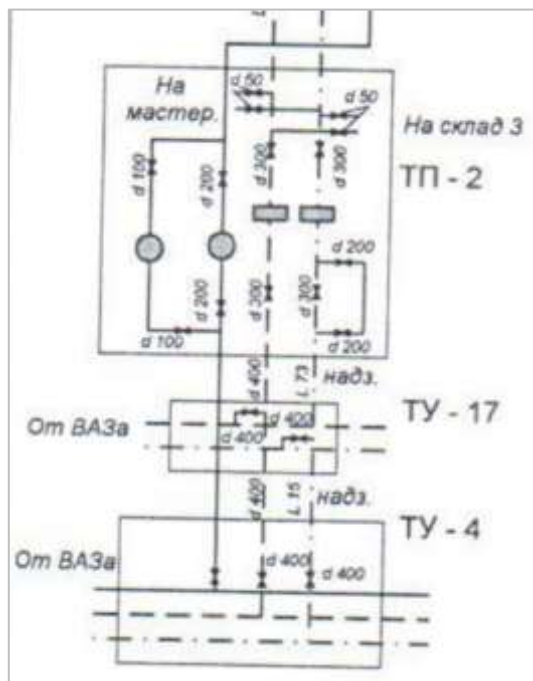 L
На
мастер.
d 50
d 50
На склад 3
ТП - 2
d 100
d 200
d 300
d 300
d 200
d 200
d 300
d 300
d 100
d 200
d 400
L 73
надз.
ТУ - 17
От ВАЗа
d 400
d 400
d 400
L 15
надз.
ТУ - 4
От ВАЗа
d 400
d 400